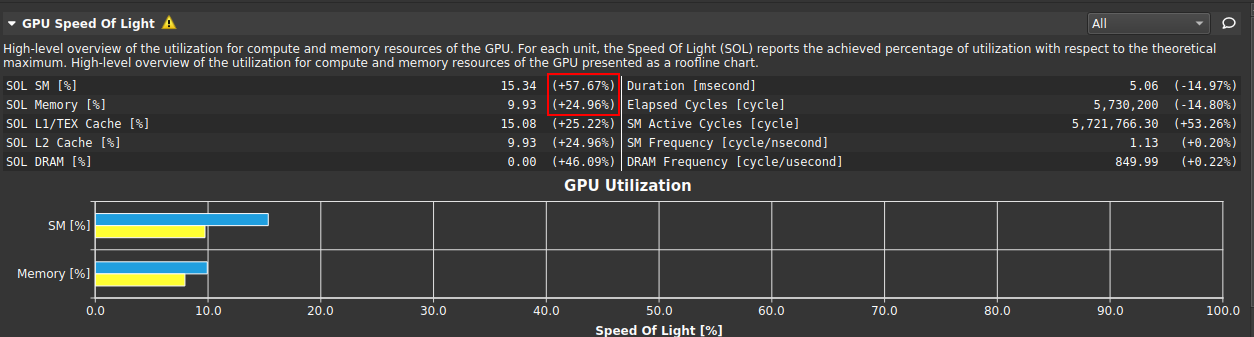 GPU Speed Of Light
All
High-level overview of the utilization for compute and memory resources of the GPU. For each unit, the Speed Of Light (SOL) reports the achieved percentage of utilization with respect to the theoretical
maximum. High-level overview of the utilization for compute and memory resources of the GPU presented as a roofline chart.
SOL SM [%] 15.34 (+57.67%) Duration [msecond] 5.06 (-14.97%)
SOL Memory [%] 9.93 (+24.96%) Elapsed Cycles [cycle] 5,730,200 (-14.80%)
SOL L1/TEX Cache [%] 15.08 (+25.22%) SM Active Cycles [cycle] 5,721,766.30 (+53.26%)
SOL L2 Cache [%] 9.93 (+24.96%) SM Frequency [cycle/nsecond] 1.13 (+0.20%)
SOL DRAM [%] 0.00 (+46.09%) DRAM Frequency [cycle/usecond] 849.99 (+0.22%)
GPU Utilization
SM [%]
Memory [%]
0.0 10.0 20.0 30.0 40.0 50.0 60.0 70.0 80.0 90.0 100.0
Speed Of Light [%]